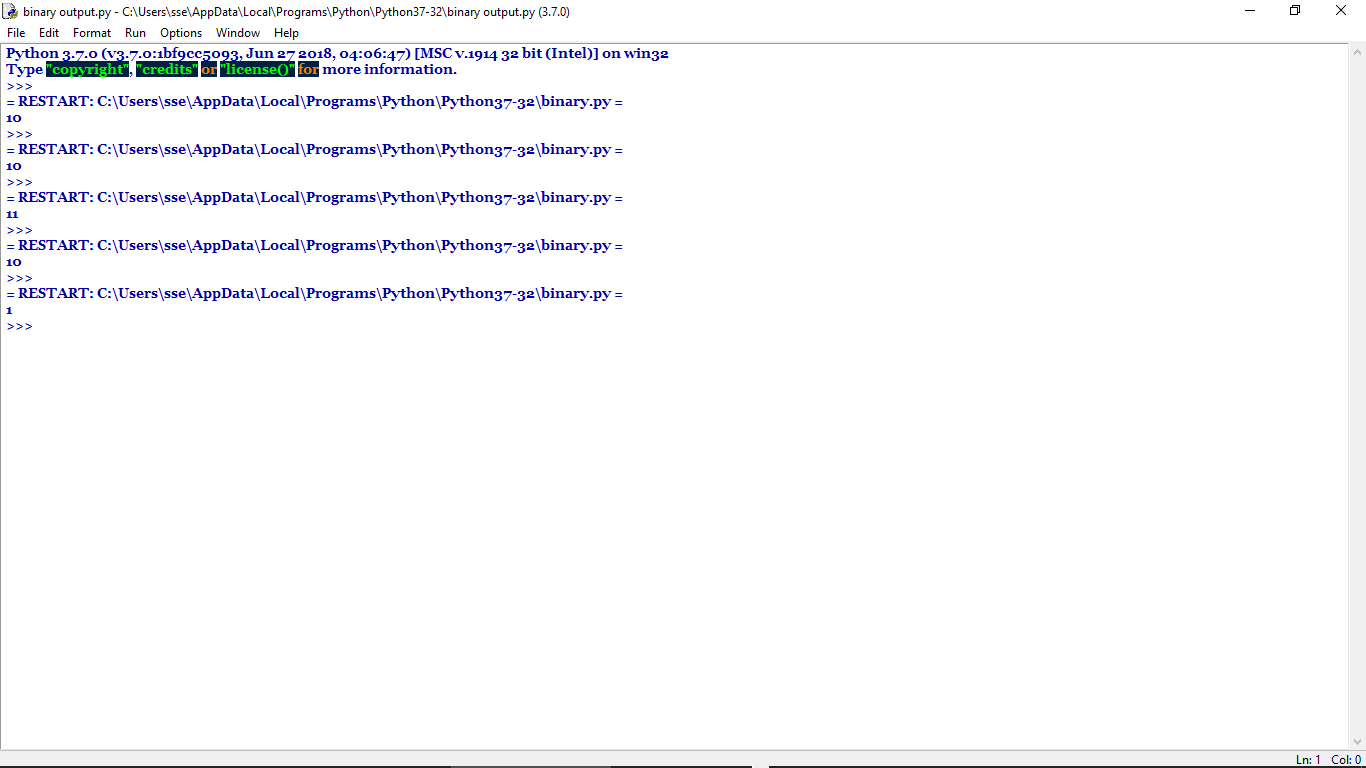 binary output.py - C:\Users\sse\AppData\Local\Programs\Python\Python37-32\binary output.py (3.7.0)
File Edit Format Run Options Window Help
Python 3.7.0 (v3.7.0:1bf9cc5093, Jun 27 2018, 04:06:47) [MSC v.1914 32 bit (Intel)] on win32
Type "copyright", "credits" or "license()" for more information.
>>>
= RESTART: C:\Users\sse\AppData\Local\Programs\Python\Python37-32\binary.py =
10
>>>
= RESTART: C:\Users\sse\AppData\Local\Programs\Python\Python37-32\binary.py =
10
>>>
= RESTART: C:\Users\sse\AppData\Local\Programs\Python\Python37-32\binary.py =
11
>>>
= RESTART: C:\Users\sse\AppData\Local\Programs\Python\Python37-32\binary.py =
10
>>>
= RESTART: C:\Users\sse\AppData\Local\Programs\Python\Python37-32\binary.py =
1
>>>
Ln: 1 Col: 0